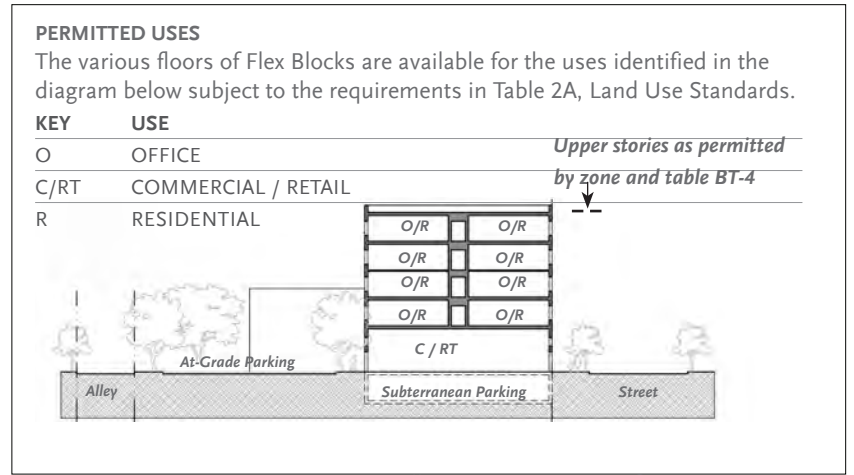 PERMITTED USES
The various floors of Flex Blocks are available for the uses identified in the
diagram below subject to the requirements in Table 2A, Land Use Standards.
KEY USE
O OFFICE
C/RT COMMERCIAL / RETAIL
R RESIDENTIAL
Upper stories as permitted
by zone and table BT-4
O/R O/R
O/R O/R
O/R O/R
O/R O/R
C / RT
At-Grade Parking
Alley
Subterranean Parking
Street